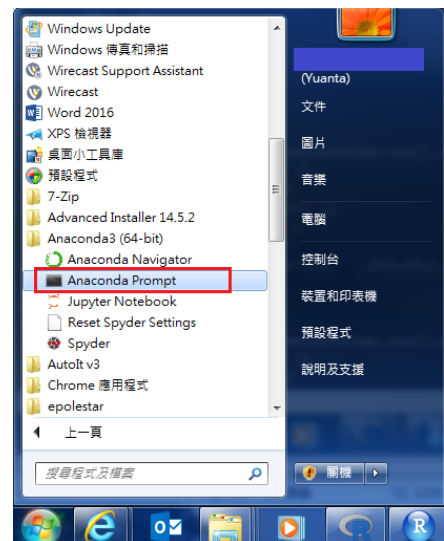 Windows Update
Windows 傳真和掃描
Wirecast Support Assistant
Wirecast
Word 2016
XPS 檢視器
桌面小工具庫
預設程式
7-Zip
Advanced Installer 14.5.2
Anaconda3 (64-bit)
Anaconda Navigator
Anaconda Prompt
Jupyter Notebook
Reset Spyder Settings
Spyder
AutoIt v3
Chrome 應用程式
epolestar
上一頁
搜尋程式及檔案
(Yuanta)
文件
圖片
音樂
電腦
控制台
裝置和印表機
預設程式
說明及支援
關機